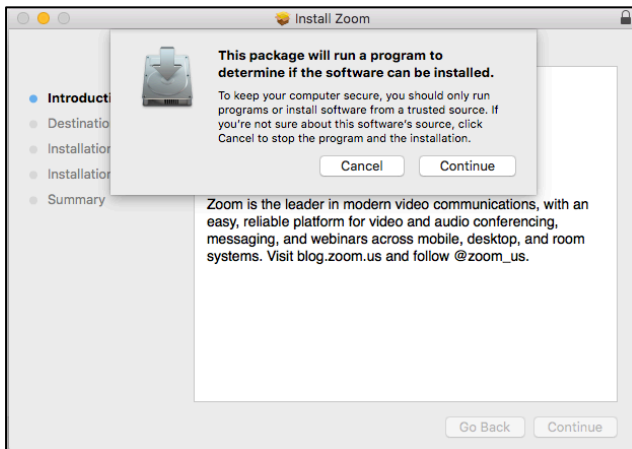 Install Zoom
This package will run a program to
determine if the software can be installed.
To keep your computer secure, you should only run
programs or install software from a trusted source. If
you're not sure about this software's source, click
Cancel to stop the program and the installation.
Cancel
Continue
Introducti
Destinatio
Installation
Installation
Summary
Zoom is the leader in modern video communications, with an
easy, reliable platform for video and audio conferencing,
messaging, and webinars across mobile, desktop, and room
systems. Visit blog.zoom.us and follow @zoom_us.
Go Back
Continue